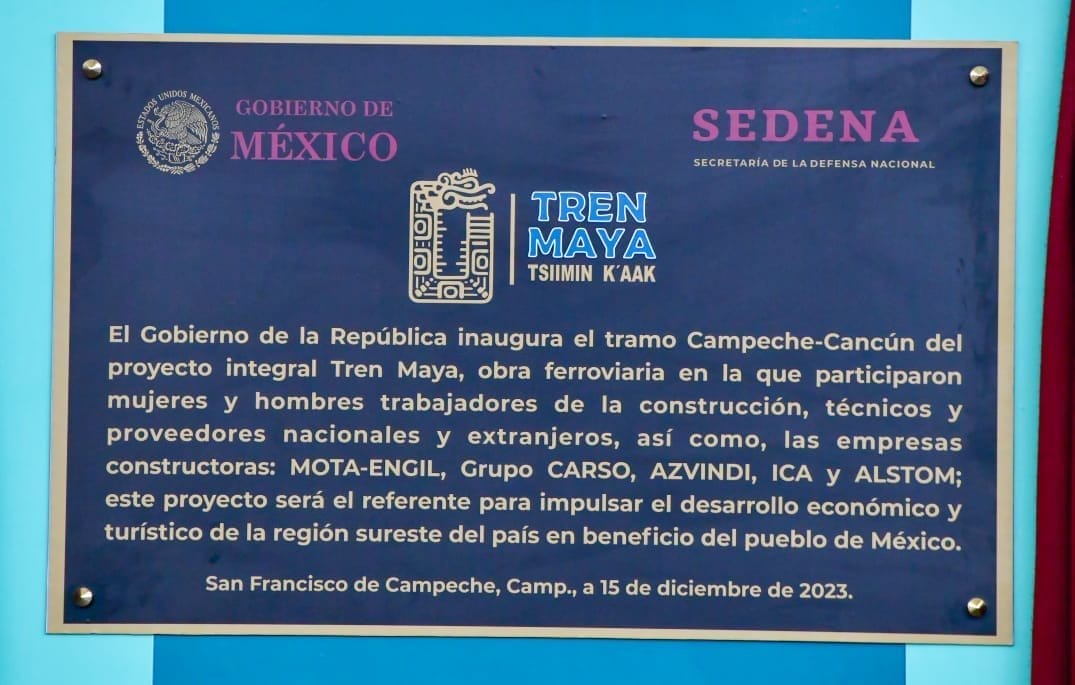 ESTADOS UNIDOS MEXICANOS
GOBIERNO DE
MÉXICO
SEDENA
SECRETARÍA DE LA DEFENSA NACIONAL
TREN
MAYA
TSIIMIN K´AAK
El Gobierno de la República inaugura el tramo Campeche-Cancún del
proyecto integral Tren Maya, obra ferroviaria en la que participaron
mujeres y hombres trabajadores de la construcción, técnicos y
proveedores nacionales y extranjeros, así como, las empresas
constructoras: MOTA-ENGIL, Grupo CARSO, AZVINDI, ICA y ALSTOM;
este proyecto será el referente para impulsar el desarrollo económico y
turístico de la región sureste del país en beneficio del pueblo de México.
San Francisco de Campeche, Camp., a 15 de diciembre de 2023.